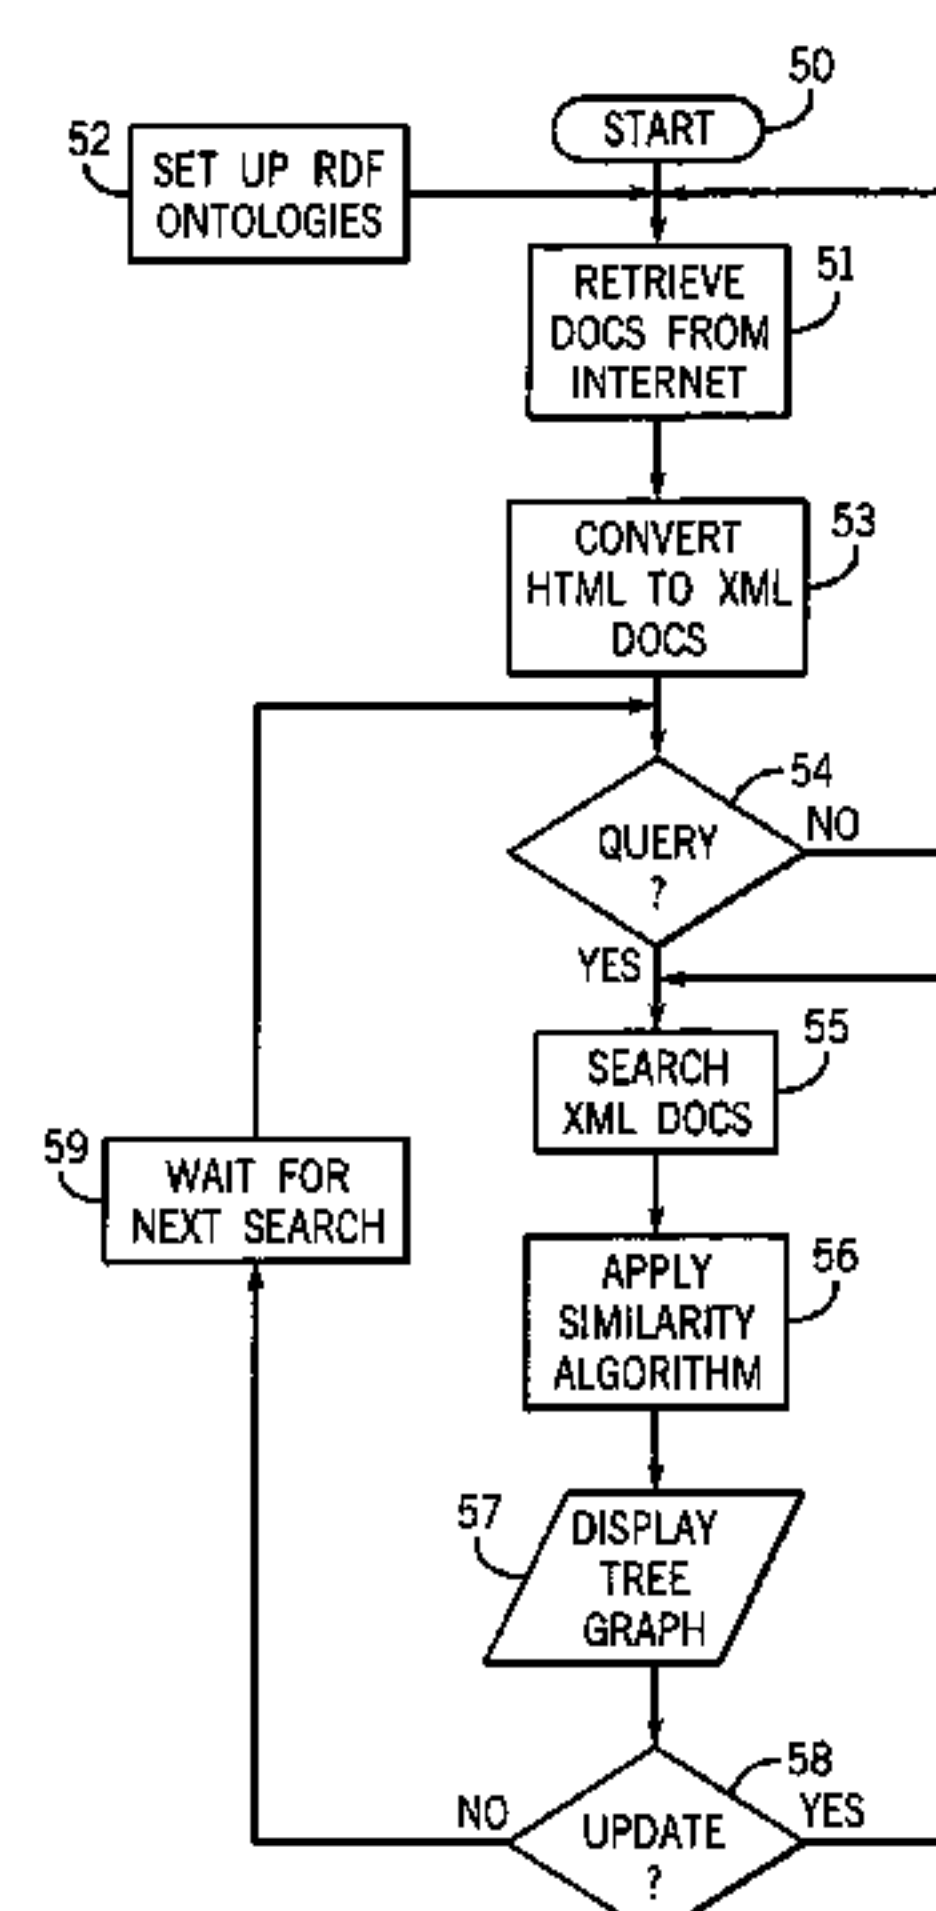 50
START
52
SET UP RDF
ONTOLOGIES
51
RETRIEVE
DOCS FROM
INTERNET
53
CONVERT
HTML TO XML
DOCS
54
QUERY
?
NO
YES
55
SEARCH
XML DOCS
59
WAIT FOR
NEXT SEARCH
56
APPLY
SIMILARITY
ALGORITHM
57
DISPLAY
TREE
GRAPH
58
NO
UPDATE
?
YES